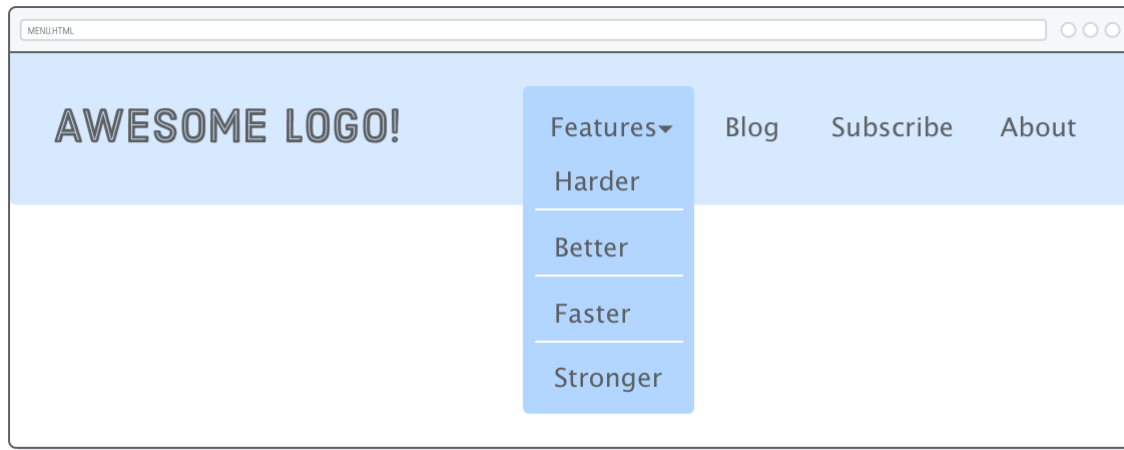 MENU.HTML
AWESOME LOGO! Features Blog Subscribe About
Harder
Better
Faster
Stronger